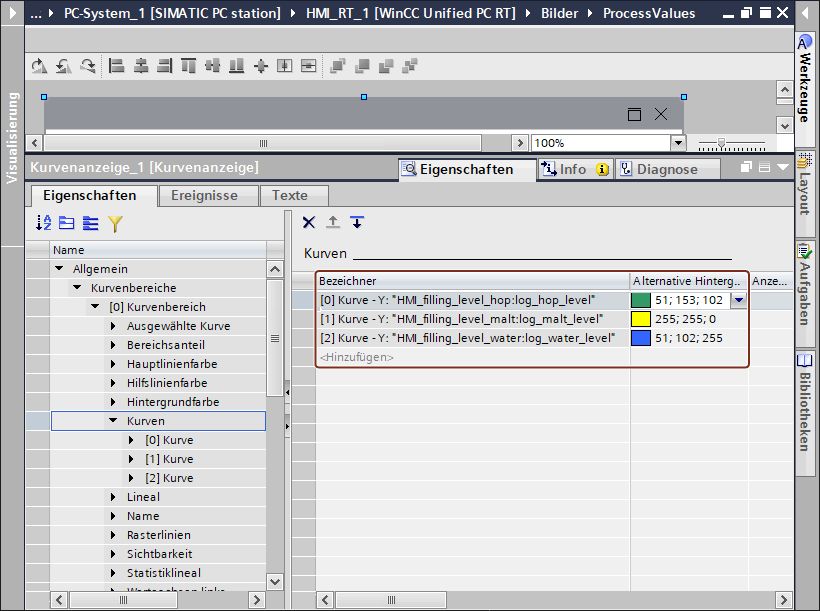 ... PC-System_1 [SIMATIC PC station] HMI_RT_1 [WinCC Unified PC RT] Bilder ProcessValues
Visualisierung
100%
Kurvenanzeige_1 [Kurvenanzeige]
Eigenschaften Info Diagnose
Eigenschaften Ereignisse Texte
Name
Allgemein
Kurvenbereiche
[0] Kurvenbereich
Ausgewählte Kurve
Bereichsanteil
Hauptlinienfarbe
Hilfslinienfarbe
Hintergrundfarbe
Kurven
[0] Kurve
[1] Kurve
[2] Kurve
Lineal
Name
Rasterlinien
Sichtbarkeit
Statistiklineal
Kurven
Bezeichner Alternative Hinterg.. Anze...
[0] Kurve - Y: "HMI_filling_level_hop:log_hop_level" 51; 153; 102
[1] Kurve - Y: "HMI_filling_level_malt:log_malt_level" 255; 255; 0
[2] Kurve - Y: "HMI_filling_level_water:log_water_level" 51; 102; 255
<Hinzufügen>
Werkzeuge
Layout
Aufgaben
Bibliotheken